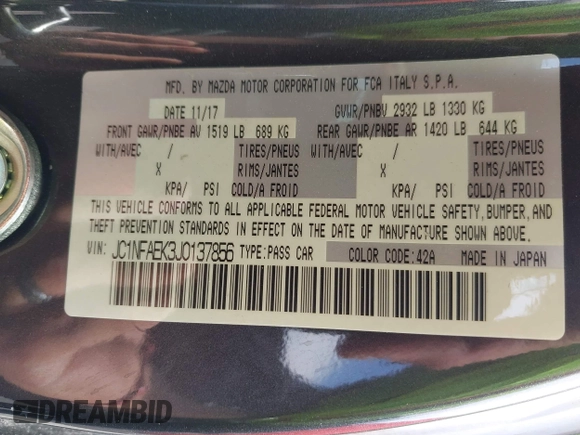 MFD. BY MAZDA MOTOR CORPORATION FOR FCA ITALY S.P.A.
DATE 11/17 GVWR/PNBV 2932 LB 1330 KG
FRONT GAWR/PNBE AV 1519 LB 689 KG REAR GAWR/PNBE AR 1420 LB 644 KG
WITH/AVEC / TIRES/PNEUS WITH/AVEC / TIRES/PNEUS
X RIMS/JANTES X RIMS/JANTES
KPA/ PSI COLD/A FROID KPA/ PSI COLD/A FROID
THIS VEHICLE CONFORMS TO ALL APPLICABLE FEDERAL MOTOR VEHICLE SAFETY, BUMPER, AND
THEFT PREVENTION STANDARDS IN EFFECT ON THE DATE OF MANUFACTURE SHOWN ABOVE.
VIN: JC1NFAEK3J0137856 TYPE: PASS CAR COLOR CODE: 42A MADE IN JAPAN
DREAMBID